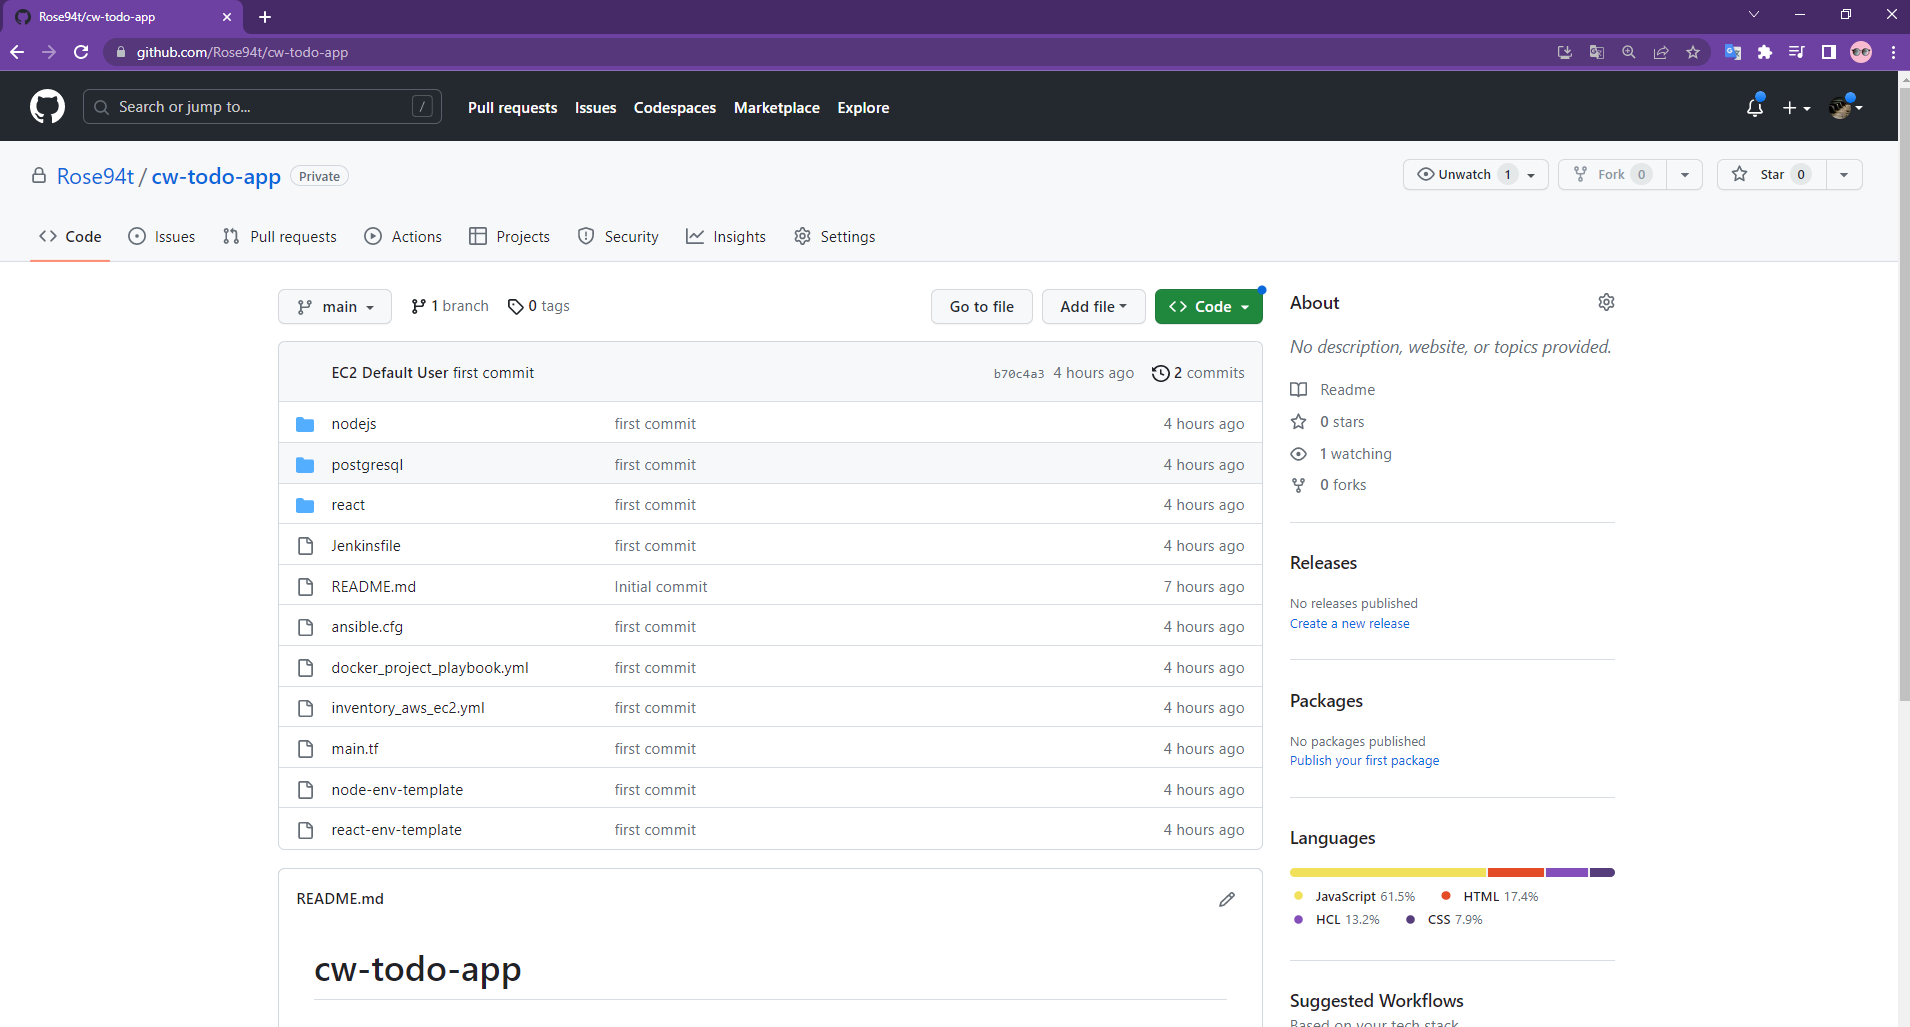 Rose94t/cw-todo-app
github.com/Rose94t/cw-todo-app
Search or jump to... /
Pull requests Issues Codespaces Marketplace Explore
Rose94t / cw-todo-app Private
Unwatch 1 Fork 0 Star 0
Code Issues Pull requests Actions Projects Security Insights Settings
main 1 branch 0 tags Go to file Add file Code
EC2 Default User first commit b70c4a3 4 hours ago 2 commits
nodejs first commit 4 hours ago
postgresql first commit 4 hours ago
react first commit 4 hours ago
Jenkinsfile first commit 4 hours ago
README.md Initial commit 7 hours ago
ansible.cfg first commit 4 hours ago
docker_project_playbook.yml first commit 4 hours ago
inventory_aws_ec2.yml first commit 4 hours ago
main.tf first commit 4 hours ago
node-env-template first commit 4 hours ago
react-env-template first commit 4 hours ago
README.md
cw-todo-app
About
No description, website, or topics provided.
Readme
0 stars
1 watching
0 forks
Releases
No releases published
Create a new release
Packages
No packages published
Publish your first package
Languages
JavaScript 61.5% HTML 17.4%
HCL 13.2% CSS 7.9%
Suggested Workflows
Based on your tech stack